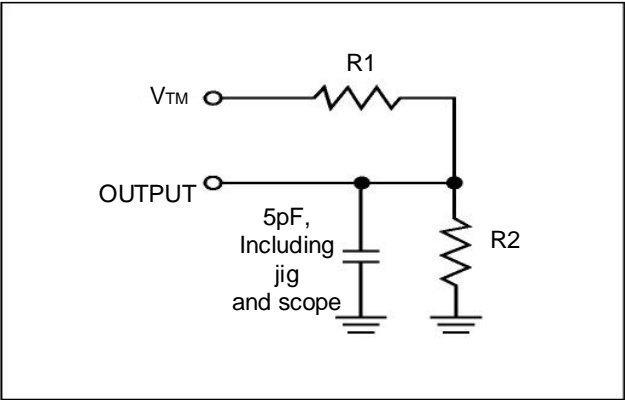 R1
VTM
OUTPUT
5pF,
Including
jig
and scope
R2